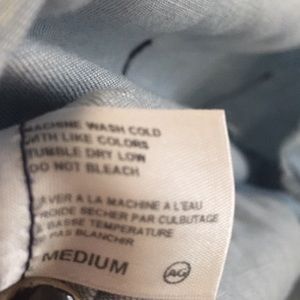 MACHINE WASH COLD
WITH LIKE COLORS
TUMBLE DRY LOW
DO NOT BLEACH
LAVER A LA MACHINE A L'EAU
FROIDE SECHER PAR CULBUTAGE
A BASSE TEMPERATURE
PAS BLANCHIR
MEDIUM
AG